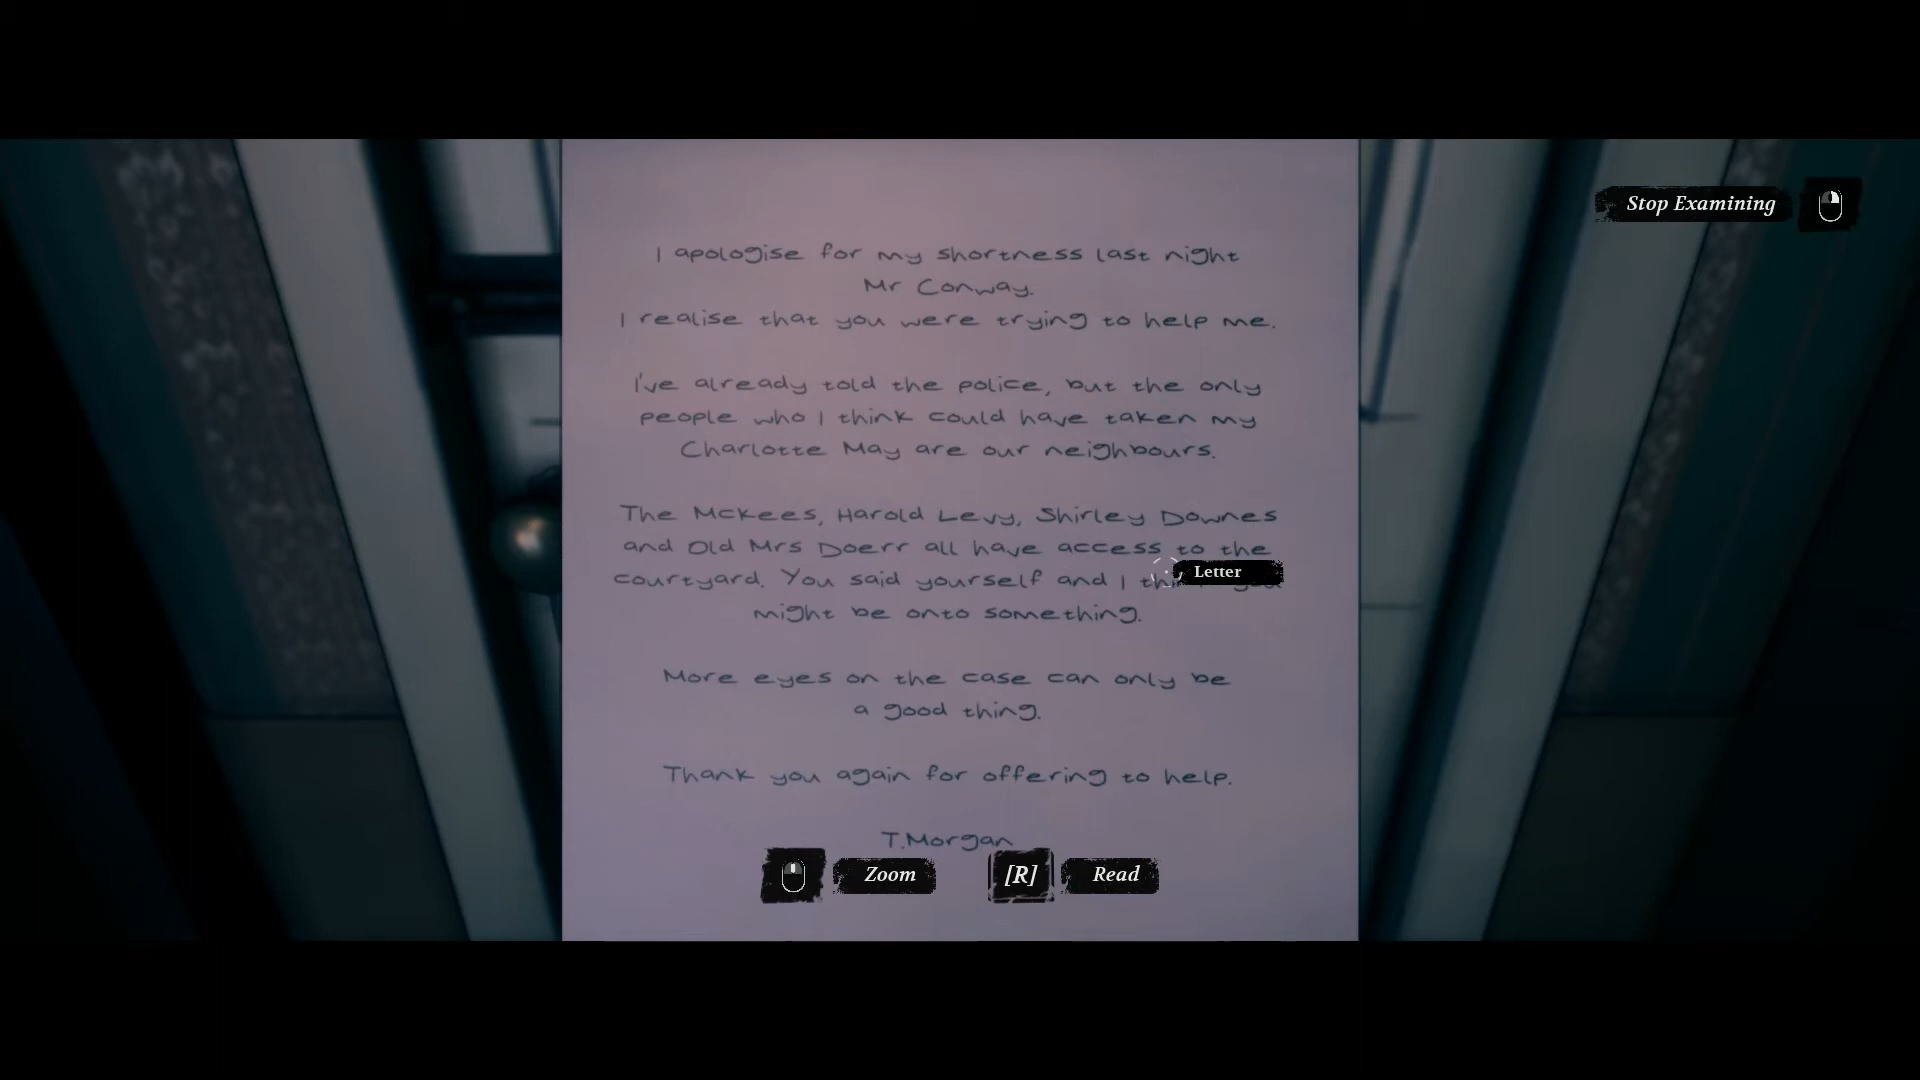 Stop Examining
I apologise for my shortness last night
Mr Conway.
I realise that you were trying to help me.
I've already told the police, but the only
people who I think could have taken my
Charlotte May are our neighbours.
The McKees, Harold Levy, Shirley Downes
and Old Mrs Doerr all have access to the
courtyard. You said yourself and I
Letter
might be onto something.
More eyes on the case can only be
a good thing.
Thank you again for offering to help.
T.Morgan
Zoom
[R] Read